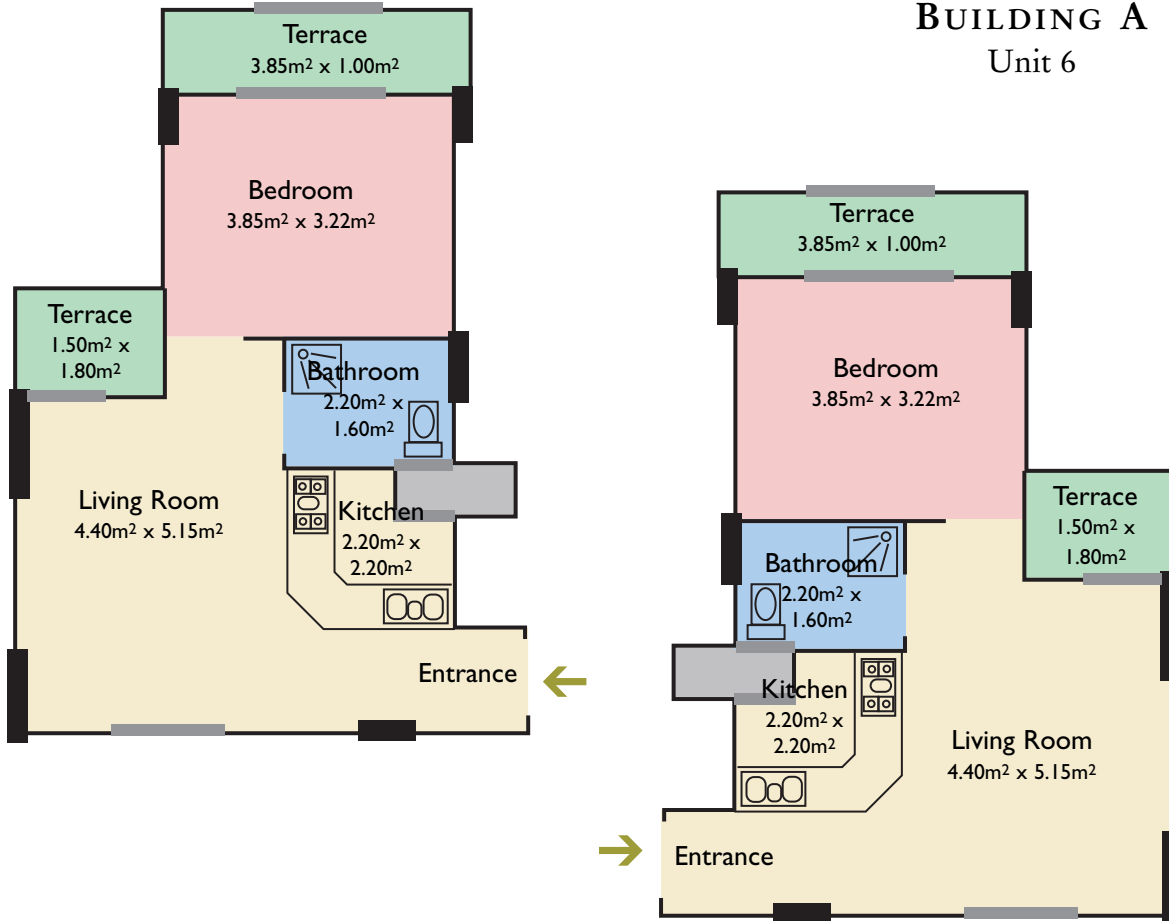 BUILDING A
Unit 6
Terrace
3.85m² x 1.00m²
Bedroom
3.85m² x 3.22m²
Terrace
1.50m² x
1.80m²
Bathroom
2.20m² x
1.60m²
Living Room
4.40m² x 5.15m²
Kitchen
2.20m² x
2.20m²
Entrance
Terrace
3.85m² x 1.00m²
Bedroom
3.85m² x 3.22m²
Terrace
1.50m² x
1.80m²
Bathroom
2.20m² x
1.60m²
Kitchen
2.20m² x
2.20m²
Living Room
4.40m² x 5.15m²
Entrance